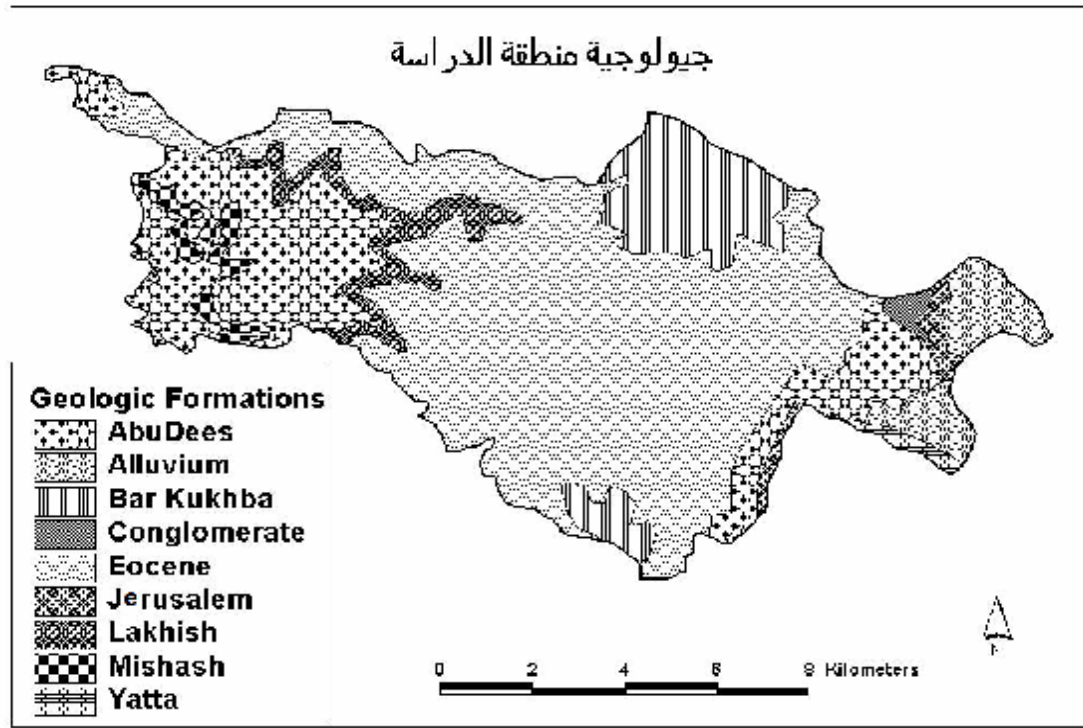 جيولوجية منطقة الدراسة
Geologic Formations
AbuDees
Alluvium
Bar Kukhba
Conglomerate
Eocene
Jerusalem
Lakhish
Mishash
Yatta
0 2 4 6 8 Kilometers
N